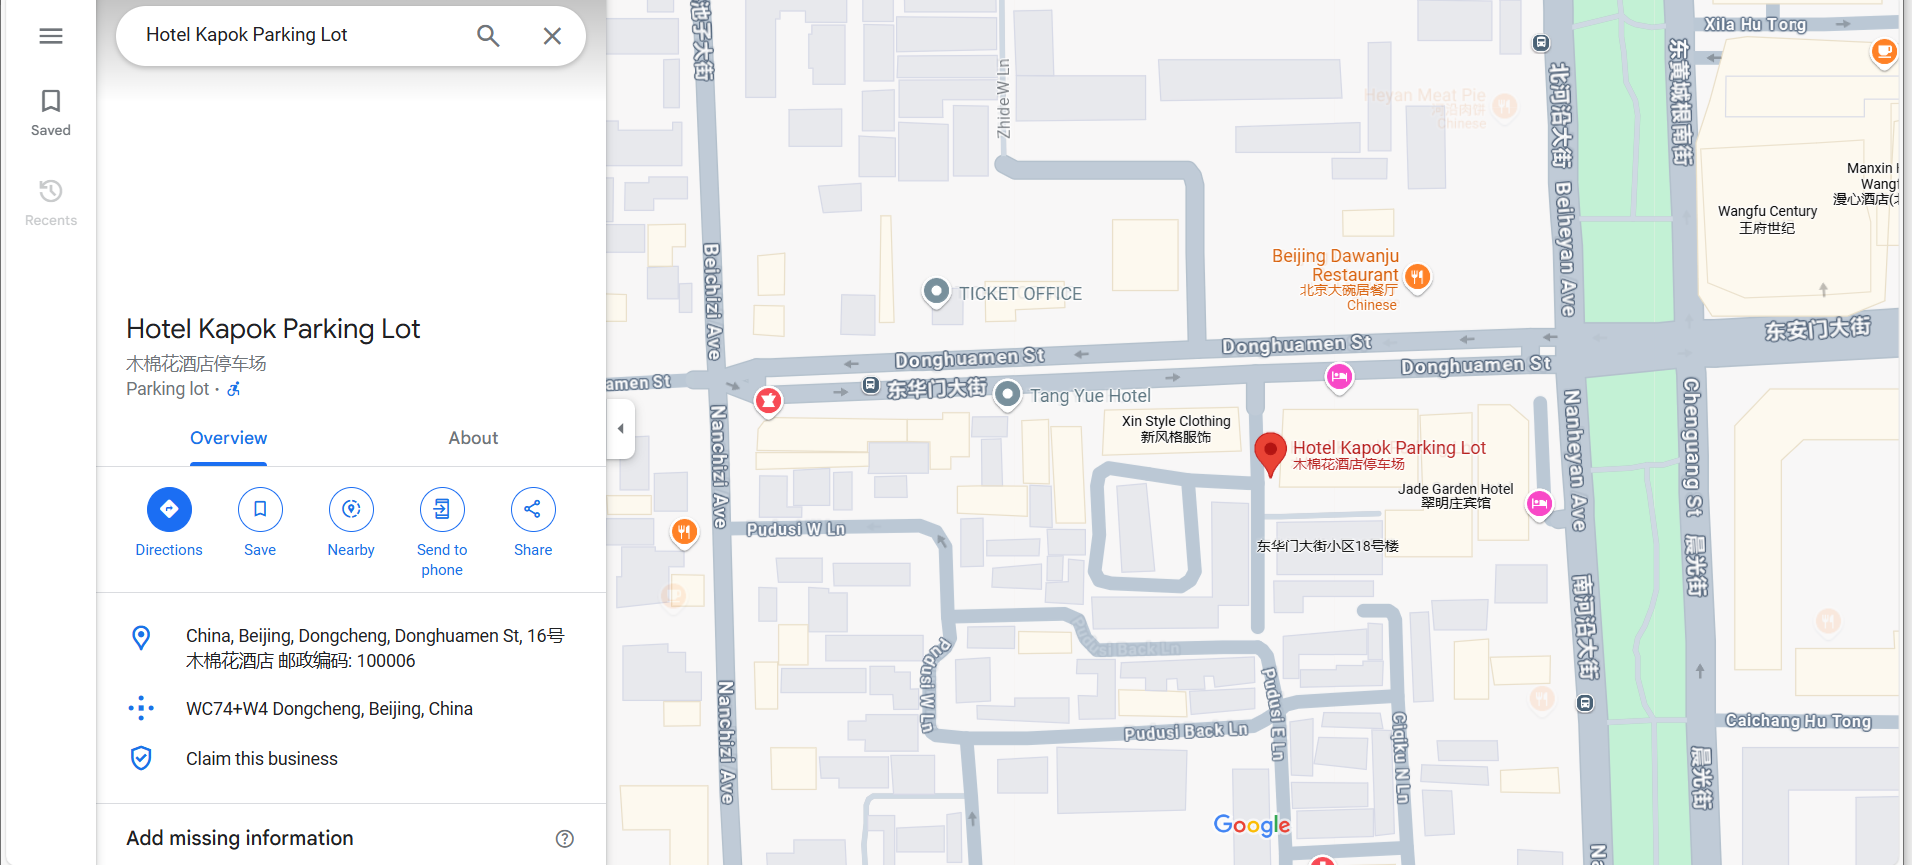 Hotel Kapok Parking Lot
Saved
Recents
Hotel Kapok Parking Lot
木棉花酒店停车场
Parking lot ·
Overview
About
Directions
Save
Nearby
Send to
phone
Share
China, Beijing, Dongcheng, Donghuamen St, 16号
木棉花酒店 邮政编码: 100006
WC74+W4 Dongcheng, Beijing, China
Claim this business
Add missing information
池子大街
Zhide W Ln
Xila Hu Tong
东黄城根南街
北河沿大街
Beiheyan Ave
Heyan Meat Pie
Chinese
Manxin
Wangf
漫心酒店(
Wangfu Century
王府世纪
Beichizi Ave
Beijing Dawanju
Restaurant
北京大碗居餐厅
Chinese
TICKET OFFICE
东安门大街
Donghuamen St
Donghuamen St
Donghuamen St
amen St
东华门大街
Tang Yue Hotel
Xin Style Clothing
新风格服饰
Hotel Kapok Parking Lot
木棉花酒店停车场
Jade Garden Hotel
翠明庄宾馆
东华门大街小区18号楼
Nanchizi Ave
Nanheyan Ave
Chenguang St
晨光街
Pudusi W Ln
南河沿大街
Pudusi Back Ln
Pudusi W Ln
Pudusi E Ln
Pudusi Back Ln
Nanchizi Ave
Ciqiku N Ln
Caichang Hu Tong
晨光街
Google
Na